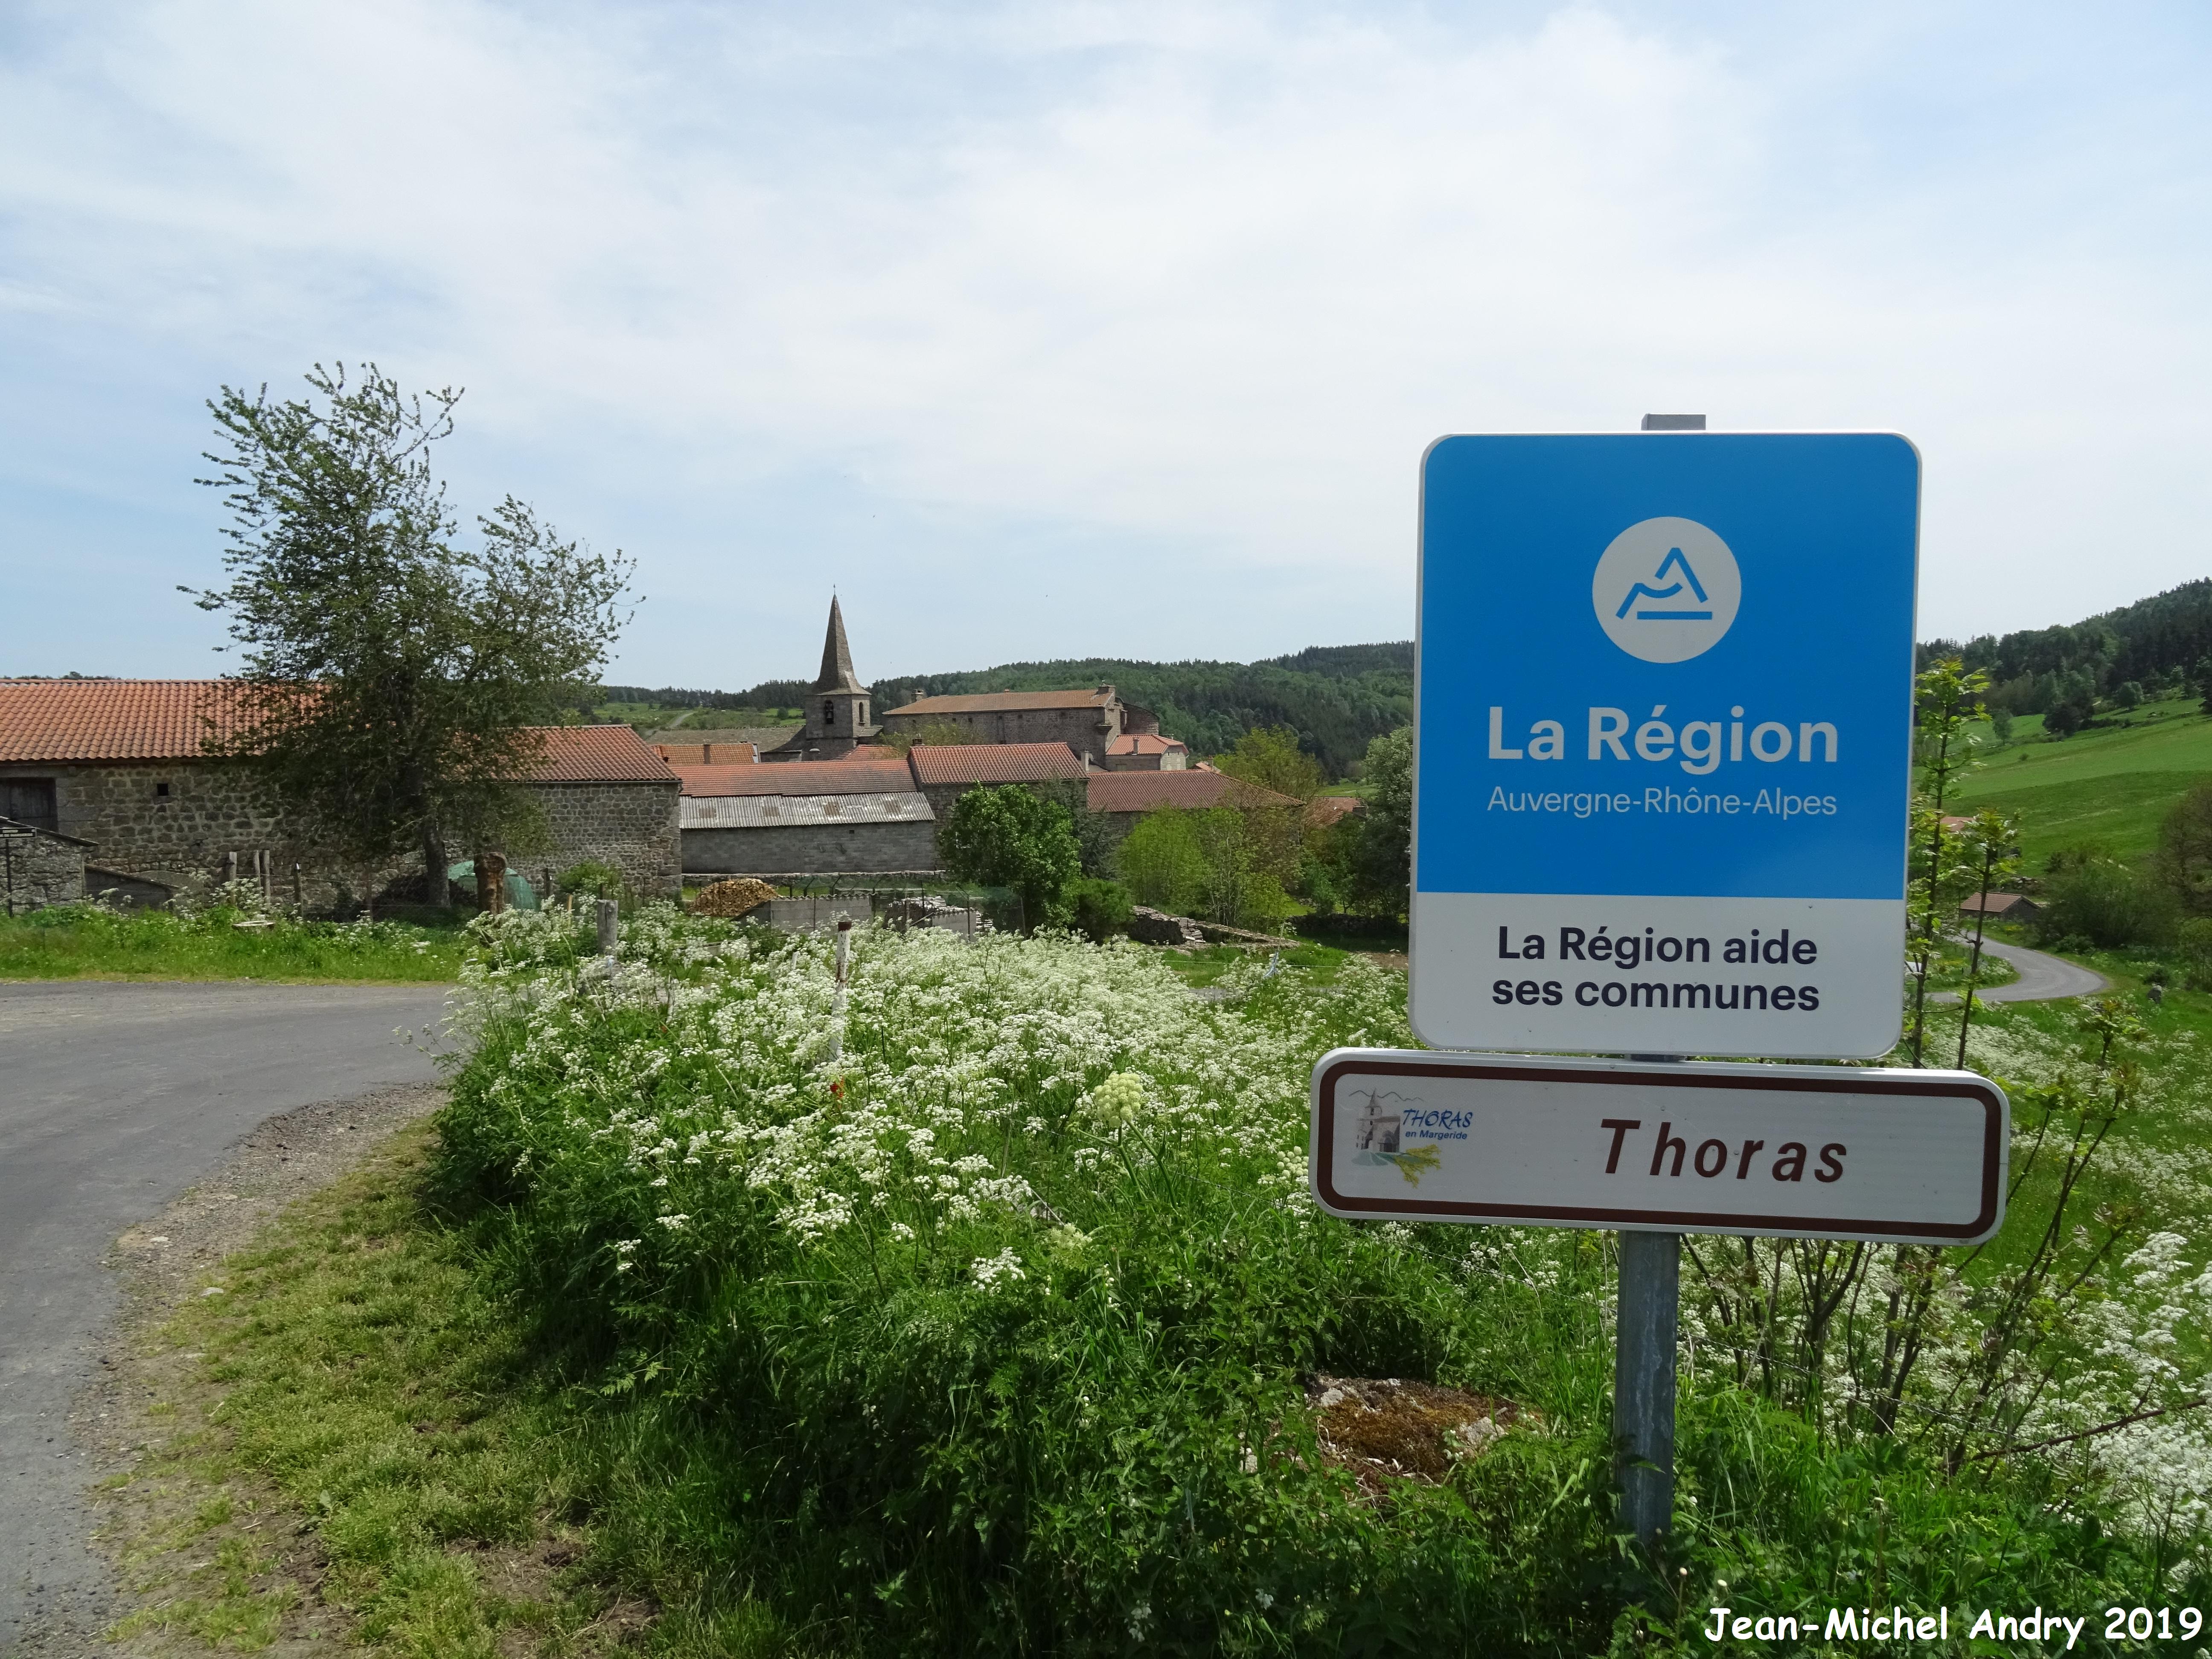 La Région
Auvergne-Rhône-Alpes
La Région aide
ses communes
THORAS
en Margeride
Thoras
Jean-Michel Andry 2019